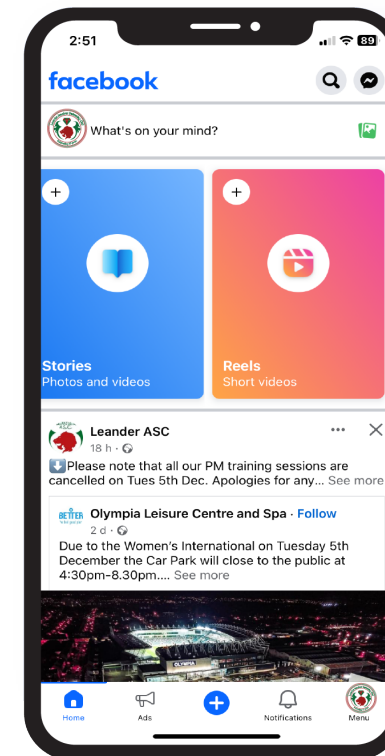 2:51
89
facebook
What's on your mind?
Stories
Photos and videos
Reels
Short videos
Leander ASC
18 h ·
⬇️Please note that all our PM training sessions are
cancelled on Tues 5th Dec. Apologies for any... See more
BETTER
Olympia Leisure Centre and Spa · Follow
2 d ·
Due to the Women's International on Tuesday 5th
December the Car Park will close to the public at
4:30pm-8.30pm.... See more
OLYMPIA
Home
Ads
Notifications
Menu